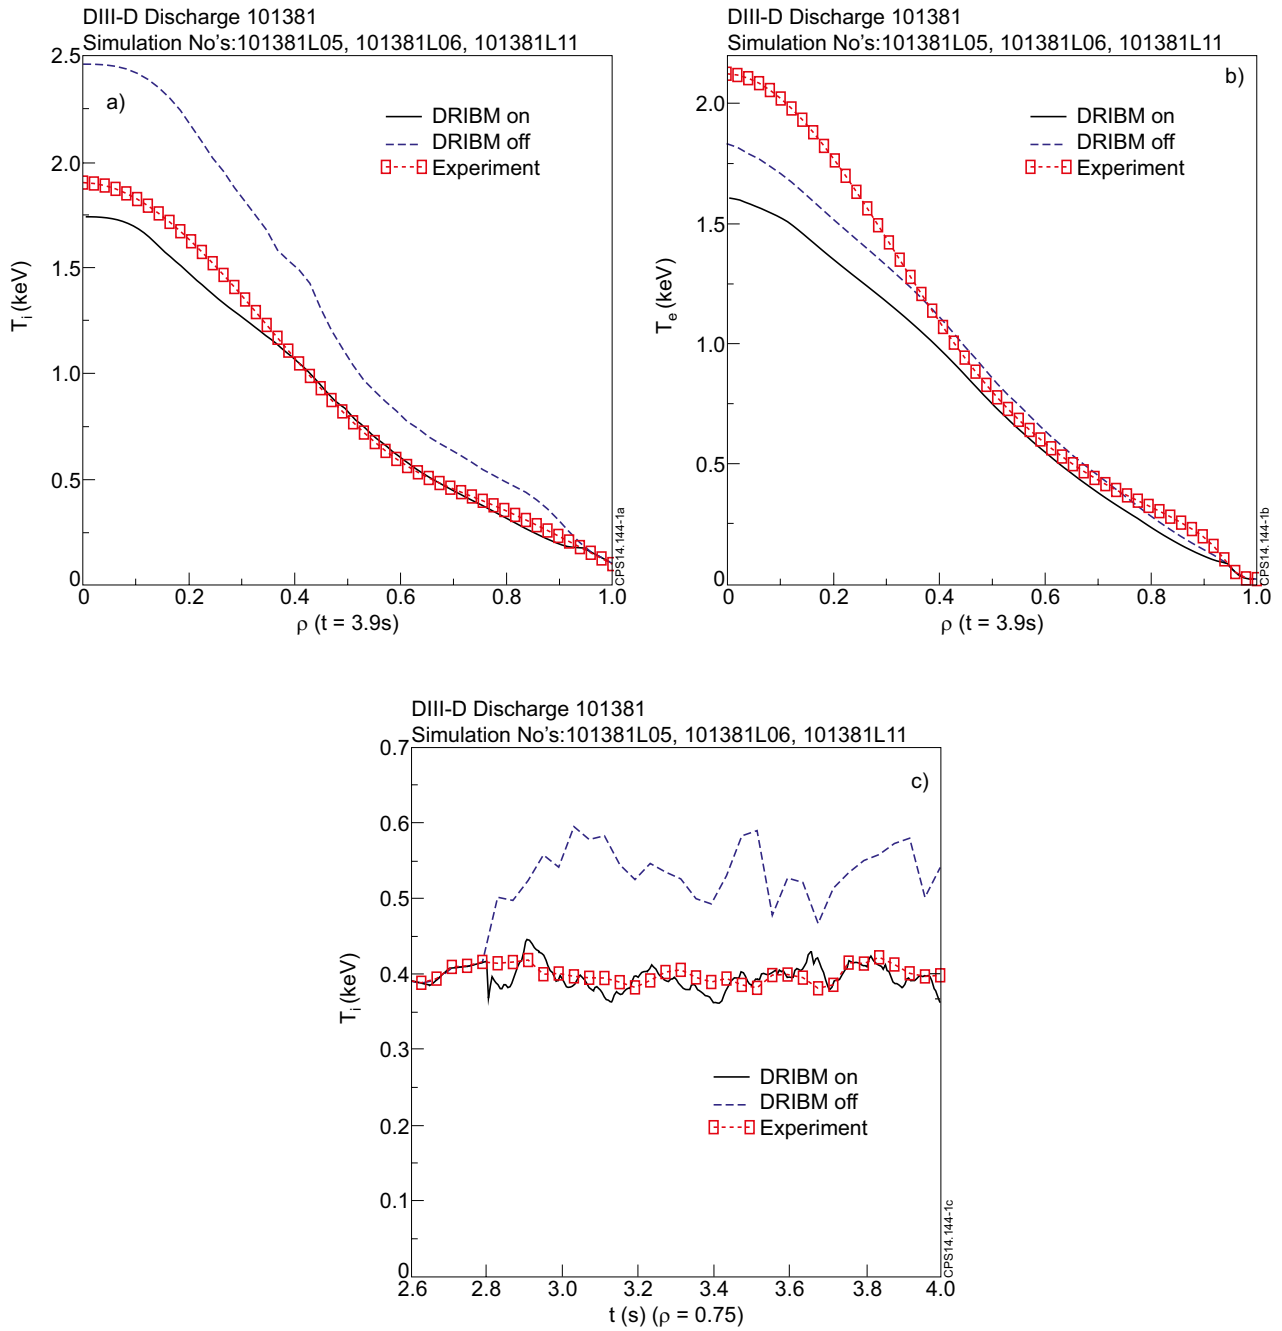 DIII-D Discharge 101381
Simulation No's:101381L05, 101381L06, 101381L11
2.5
2.0
1.5
1.0
0.5
0
T_i (keV)
a)
DRIBM on
DRIBM off
Experiment
CPS14.144-1a
0 0.2 0.4 0.6 0.8 1.0
ρ (t = 3.9s)
DIII-D Discharge 101381
Simulation No's:101381L05, 101381L06, 101381L11
2.0
1.5
1.0
0.5
0
T_e (keV)
b)
DRIBM on
DRIBM off
Experiment
CPS14.144-1b
0 0.2 0.4 0.6 0.8 1.0
ρ (t = 3.9s)
DIII-D Discharge 101381
Simulation No's:101381L05, 101381L06, 101381L11
0.7
0.6
0.5
0.4
0.3
0.2
0.1
0
T_i (keV)
c)
DRIBM on
DRIBM off
Experiment
CPS14.144-1c
2.6 2.8 3.0 3.2 3.4 3.6 3.8 4.0
t (s) (ρ = 0.75)